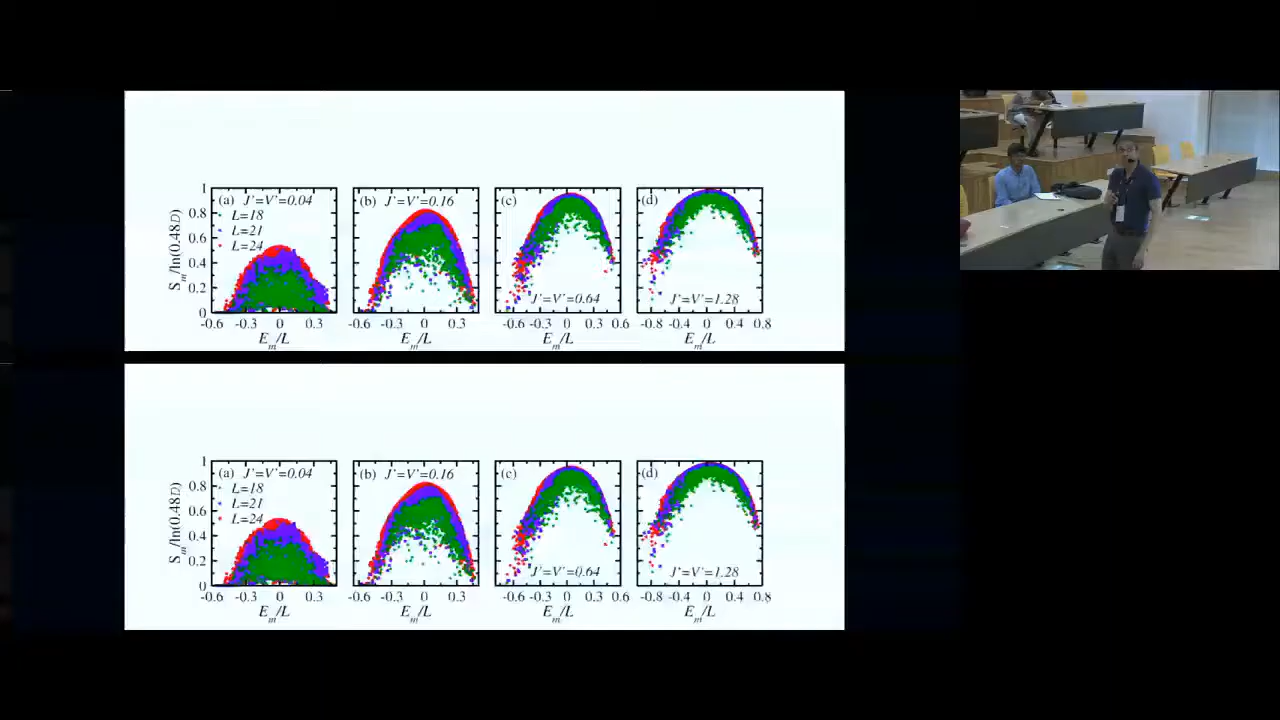 (a) J'=V'=0.04
L=18
L=21
L=24
(b) J'=V'=0.16
(c)
J'=V'=0.64
(d)
J'=V'=1.28
S_m/ln(0.48D)
1
0.8
0.6
0.4
0.2
0
-0.6 -0.3 0 0.3
-0.6 -0.3 0 0.3
-0.6 -0.3 0 0.3 0.6
-0.8 -0.4 0 0.4 0.8
E_m/L
E_m/L
E_m/L
E_m/L
(a) J'=V'=0.04
L=18
L=21
L=24
(b) J'=V'=0.16
(c)
J'=V'=0.64
(d)
J'=V'=1.28
S_m/ln(0.48D)
1
0.8
0.6
0.4
0.2
0
-0.6 -0.3 0 0.3
-0.6 -0.3 0 0.3
-0.6 -0.3 0 0.3 0.6
-0.8 -0.4 0 0.4 0.8
E_m/L
E_m/L
E_m/L
E_m/L